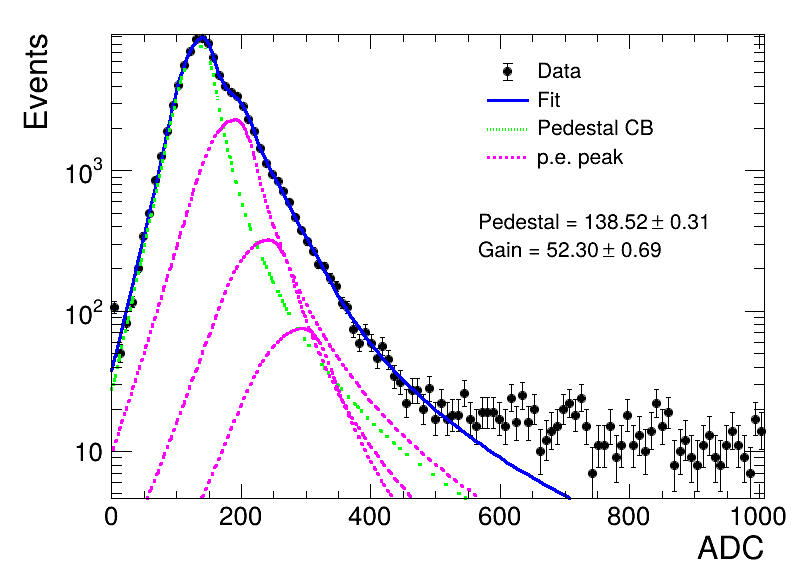 Events
10³
10²
10
Data
Fit
Pedestal CB
p.e. peak
Pedestal = 138.52 ± 0.31
Gain = 52.30 ± 0.69
0 200 400 600 800 1000
ADC